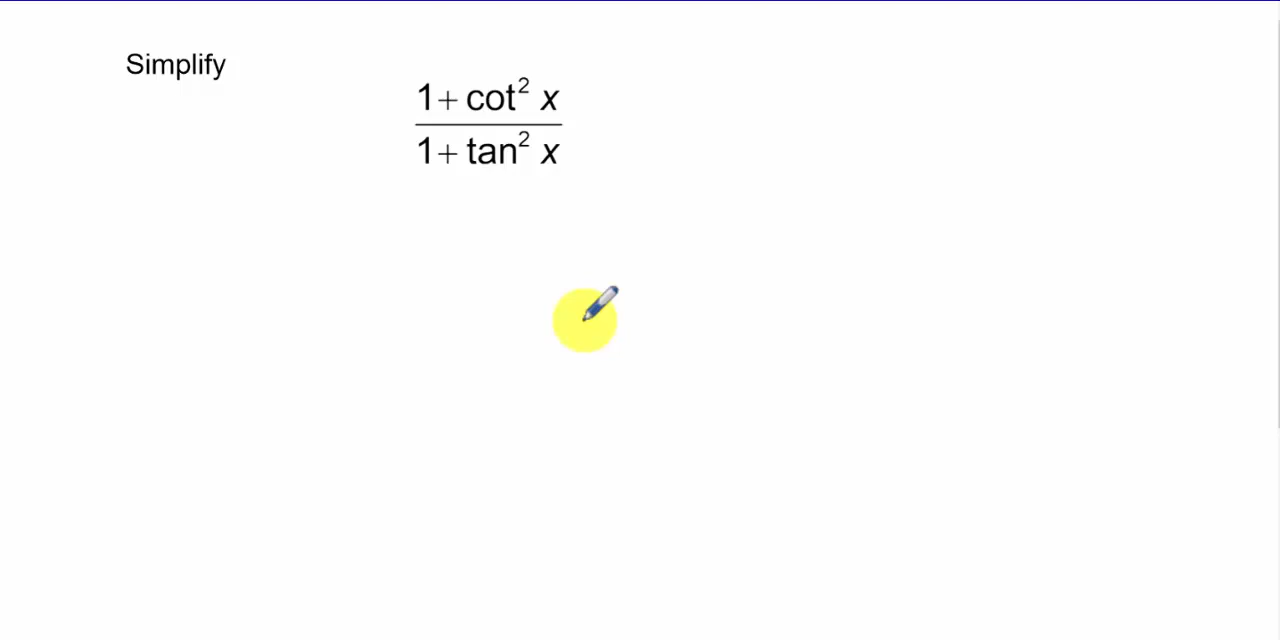 Simplify
1+ cot² x
1+ tan² x